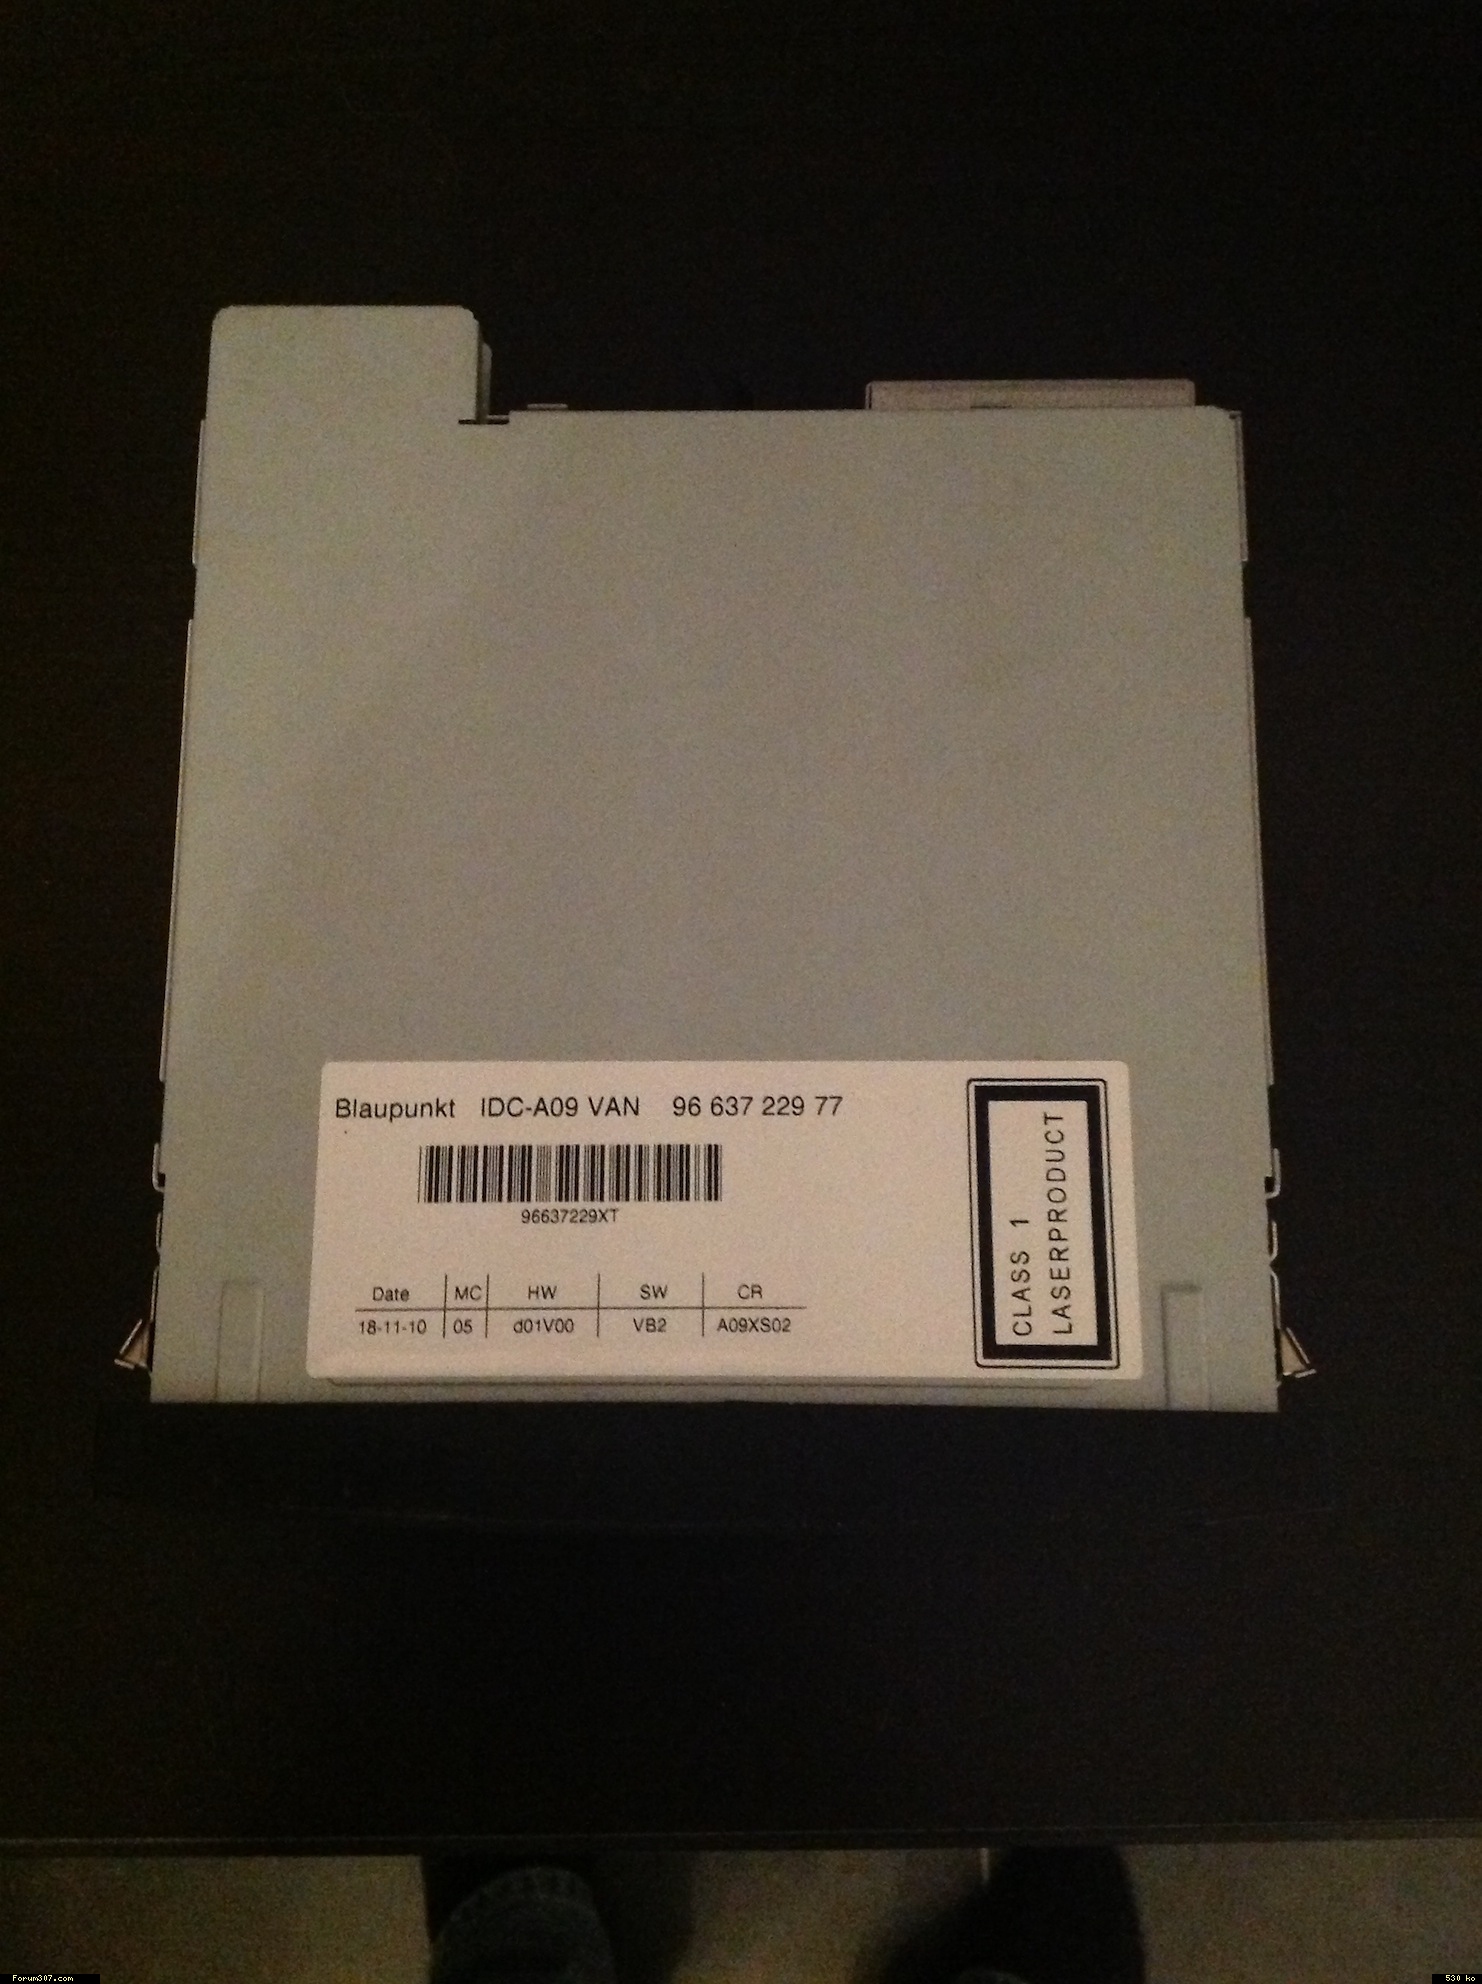 Blaupunkt IDC-A09 VAN 96 637 229 77
96637229XT
Date MC HW SW CR
18-11-10 05 d01V00 VB2 A09XS02
CLASS 1
LASERPRODUCT
Forum307.com
530 ko